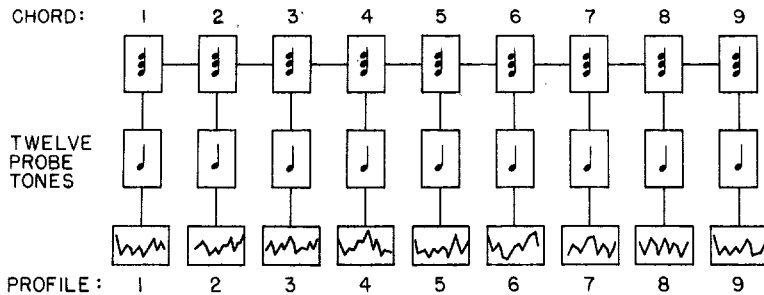 CHORD: 1 2 3 4 5 6 7 8 9
TWELVE
PROBE
TONES
PROFILE: 1 2 3 4 5 6 7 8 9